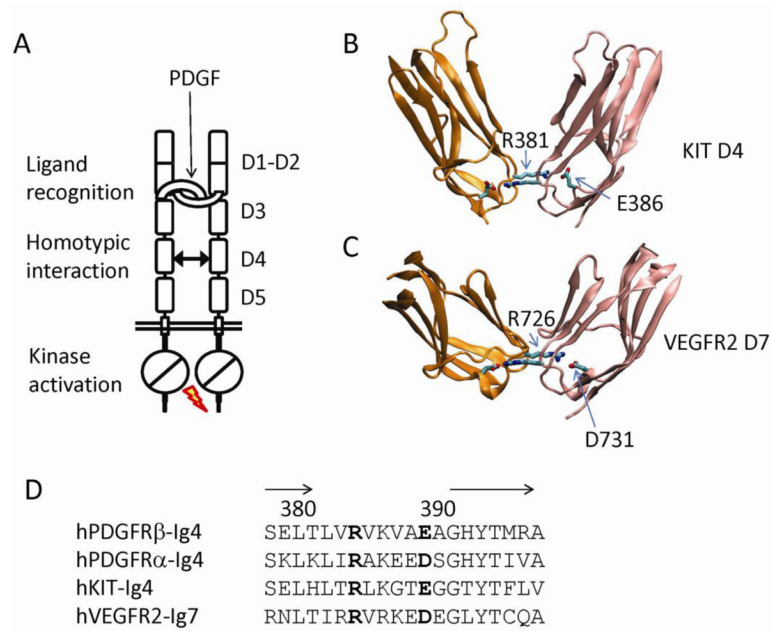 A
PDGF
Ligand
recognition
D1-D2
D3
Homotypic
interaction
D4
D5
Kinase
activation
B
R381
KIT D4
E386
C
R726
VEGFR2 D7
D731
D
380 390
hPDGFRβ-Ig4 SELTLVRVKVAEAGHYTMRA
hPDGFRα-Ig4 SKLKLIRAKEEDSGHYTIVA
hKIT-Ig4 SELHLTRLKGTEGGTYTFLV
hVEGFR2-Ig7 RNLTIRRVRKEDEGLYTCQA